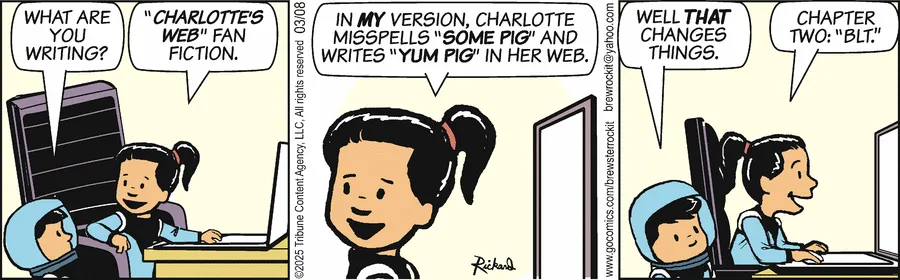 WHAT ARE
YOU
WRITING?
"CHARLOTTE'S
WEB" FAN
FICTION.
©2025 Tribune Content Agency, LLC, All rights reserved 03/08
IN MY VERSION, CHARLOTTE
MISSPELLS "SOME PIG" AND
WRITES "YUM PIG" IN HER WEB.
Rickard
www.gocomics.com/brewsterrockit brewrockit@yahoo.com
WELL THAT
CHANGES
THINGS.
CHAPTER
TWO: "BLT."